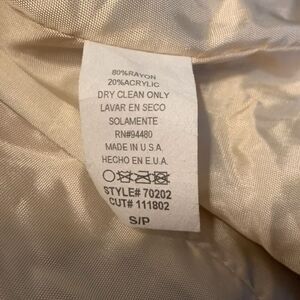 80%RAYON
20%ACRYLIC
DRY CLEAN ONLY
LAVAR EN SECO
SOLAMENTE
RN#94480
MADE IN U.S.A
HECHO EN E.U.A.
STYLE# 70202
CUT# 111802
S/P